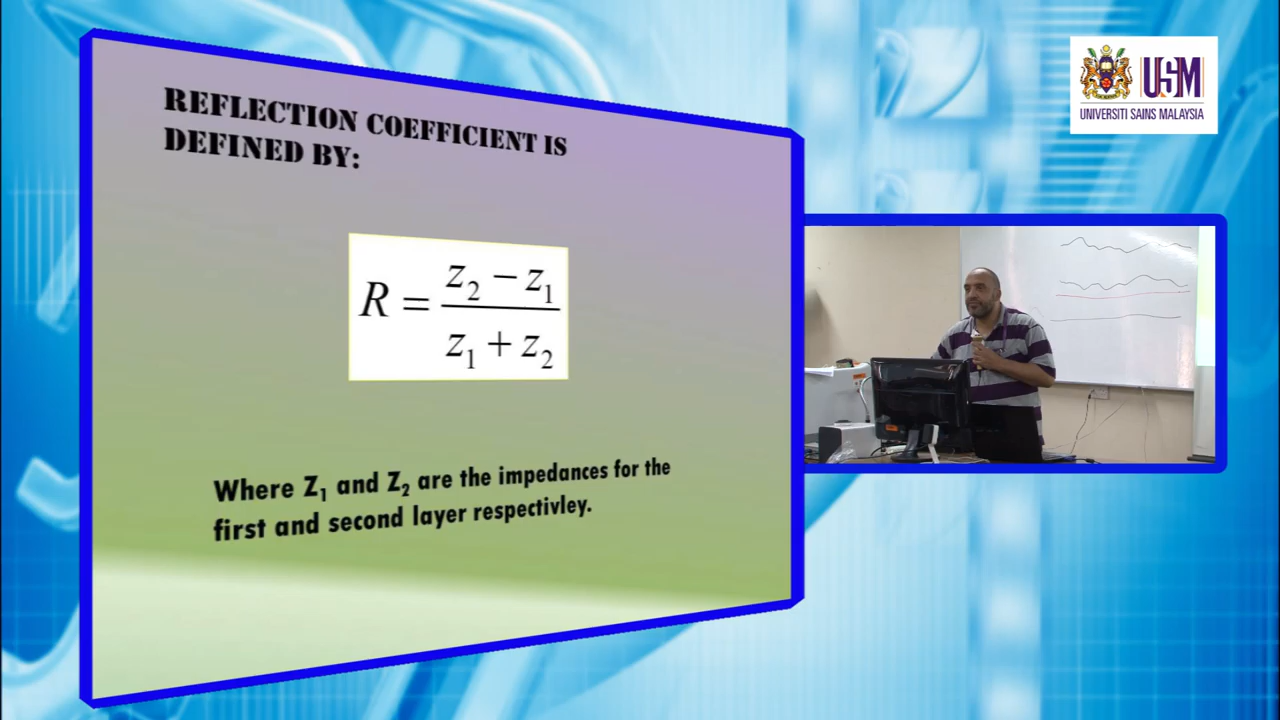 REFLECTION COEFFICIENT IS
DEFINED BY:
R = (z₂ − z₁) / (z₁ + z₂)
Where Z₁ and Z₂ are the impedances for the
first and second layer respectivley.
USM
UNIVERSITI SAINS MALAYSIA